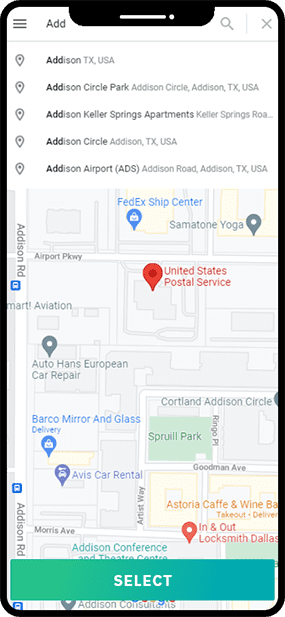 Add
Addison TX, USA
Addison Circle Park Addison Circle, Addison, TX, USA
Addison Keller Springs Apartments Keller Springs Roa...
Addison Circle Addison, TX, USA
Addison Airport (ADS) Addison Road, Addison, TX, USA
FedEx Ship Center
Samatone Yoga
Addison Rd
Airport Pkwy
United States
Postal Service
mart! Aviation
Auto Hans European
Car Repair
Cortland Addison Circle
Barco Mirror And Glass
Delivery
Spruill Park
Ringo Pl
Goodman Ave
Avis Car Rental
Artist Way
Astoria Caffe & Wine Ba
Takeout • Deliver
Addison Rd
Morris Ave
In & Out
Locksmith Dallas
Addison Conference
and Theatre Centre
SELECT
Addison Consultants